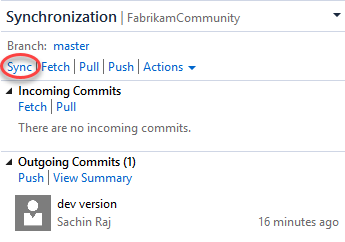 Synchronization | FabrikamCommunity
Branch: master
Sync | Fetch | Pull | Push | Actions
Incoming Commits
Fetch | Pull
There are no incoming commits.
Outgoing Commits (1)
Push | View Summary
dev version
Sachin Raj 16 minutes ago